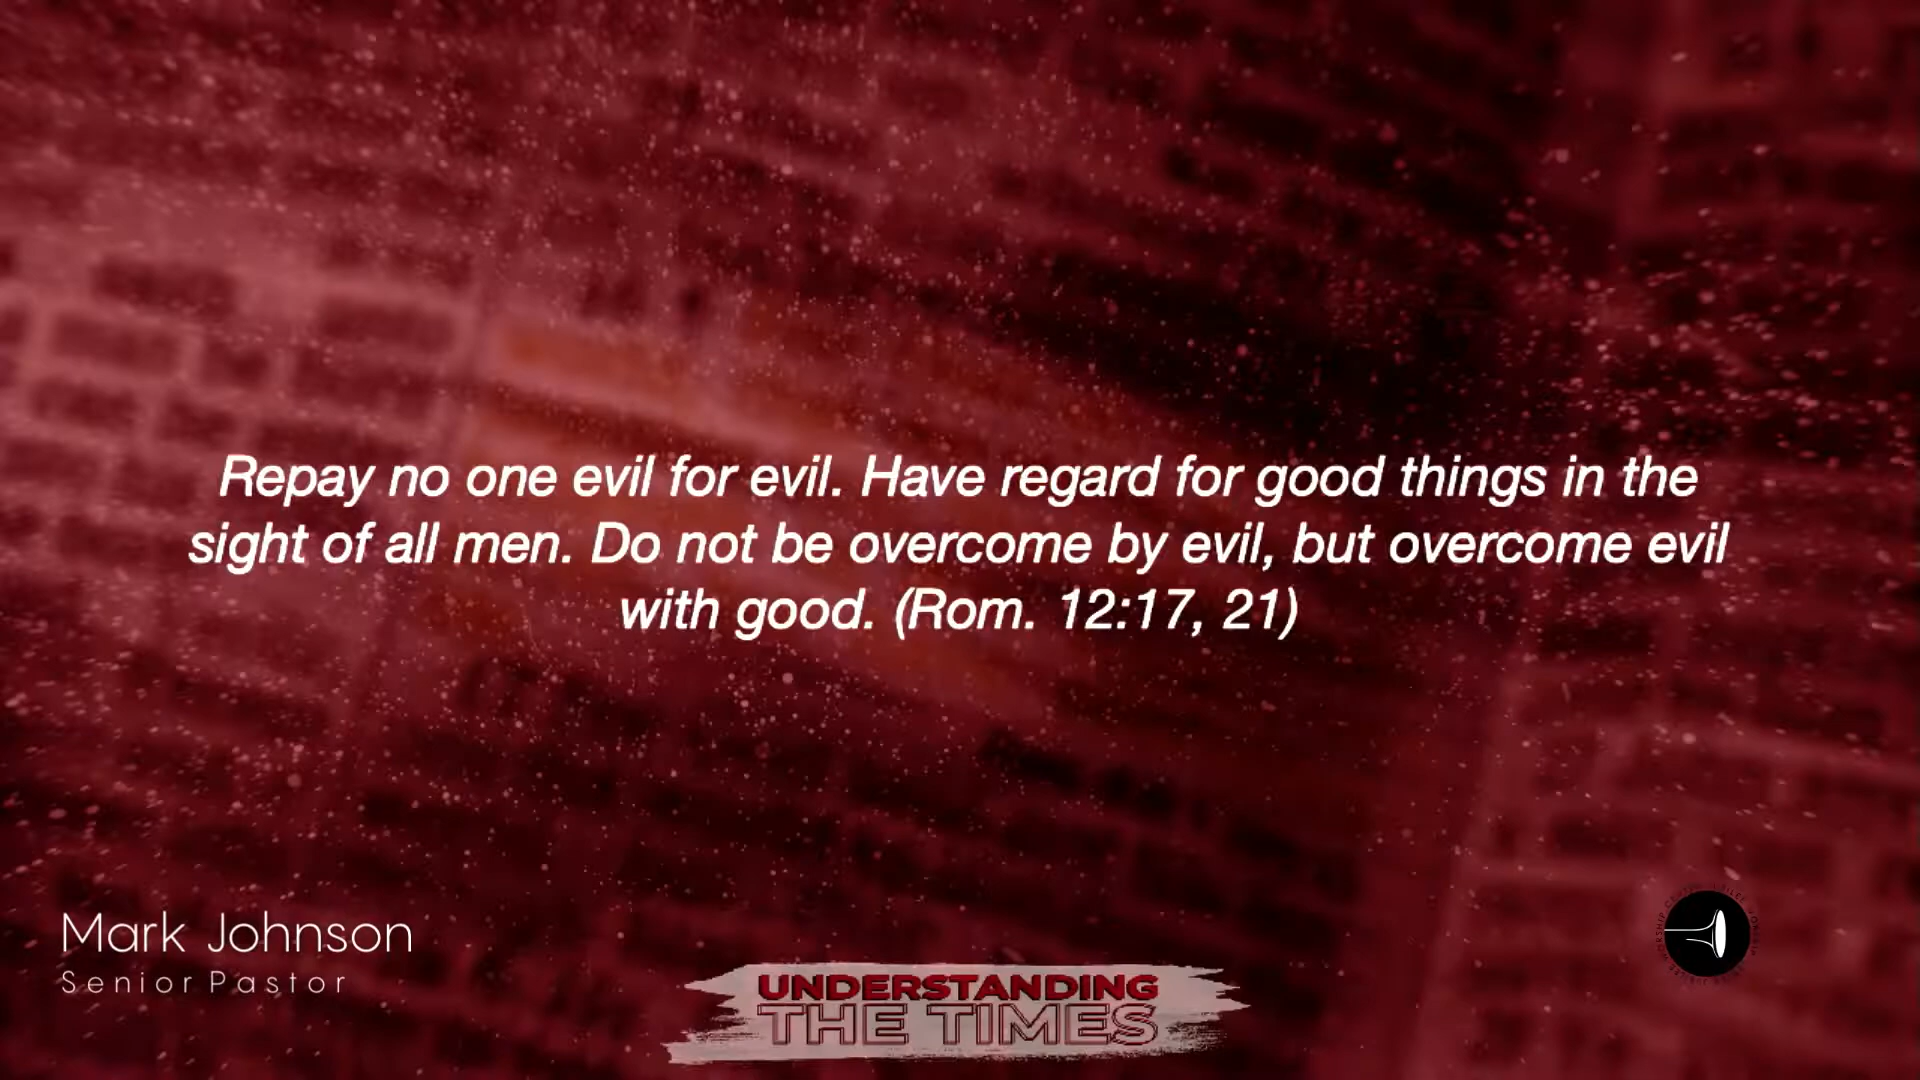 Repay no one evil for evil. Have regard for good things in the
sight of all men. Do not be overcome by evil, but overcome evil
with good. (Rom. 12:17, 21)
Mark Johnson
Senior Pastor
UNDERSTANDING
THE TIMES